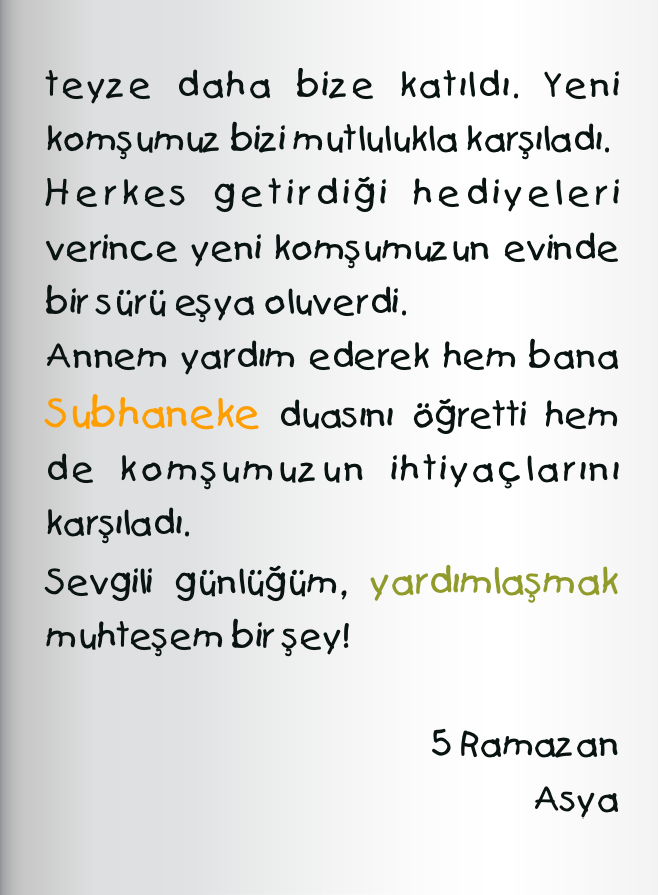 teyze daha bize katıldı. Yeni
komşumuz bizi mutlulukla karşıladı.
Herkes getirdiği hediyeleri
verince yeni komşumuzun evinde
bir sürü eşya oluverdi.
Annem yardım ederek hem bana
Subhaneke duasını öğretti hem
de komşumuzun ihtiyaçlarını
karşıladı.
Sevgili günlüğüm, yardımlaşmak
muhteşem bir şey!
5 Ramazan
Asya